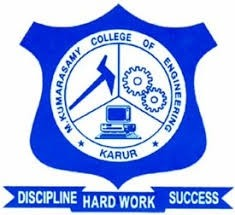 M.KUMARASAMY COLLEGE OF ENGINEERING
KARUR
DISCIPLINE HARD WORK SUCCESS